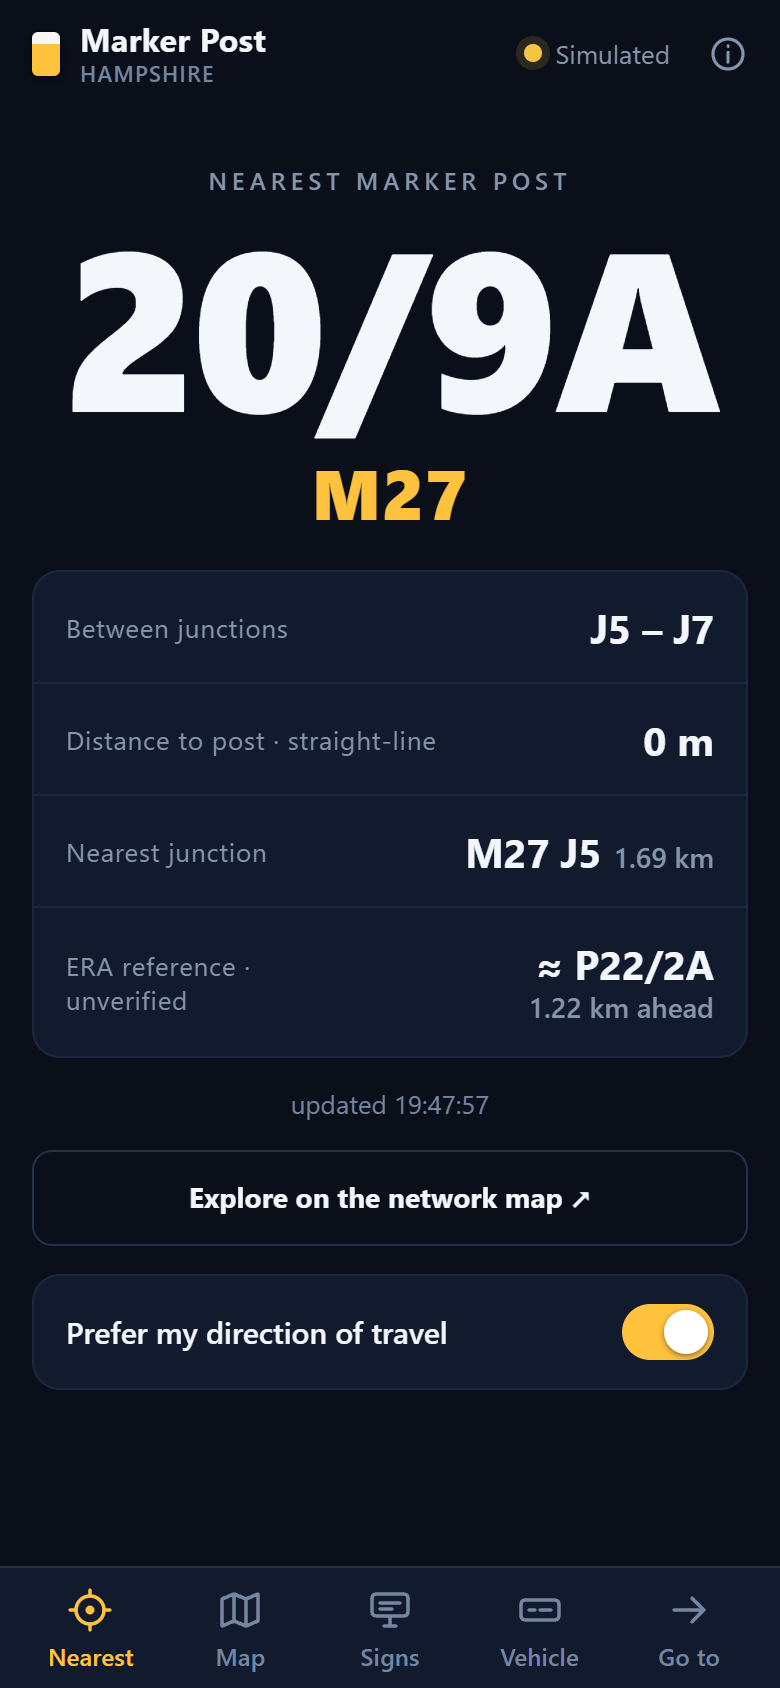 Marker Post
HAMPSHIRE
Simulated
NEAREST MARKER POST
20/9A
M27
Between junctions
J5 – J7
Distance to post · straight-line
0 m
Nearest junction
M27 J5 1.69 km
ERA reference ·
unverified
≈ P22/2A
1.22 km ahead
updated 19:47:57
Explore on the network map ↗
Prefer my direction of travel
Nearest
Map
Signs
Vehicle
Go to